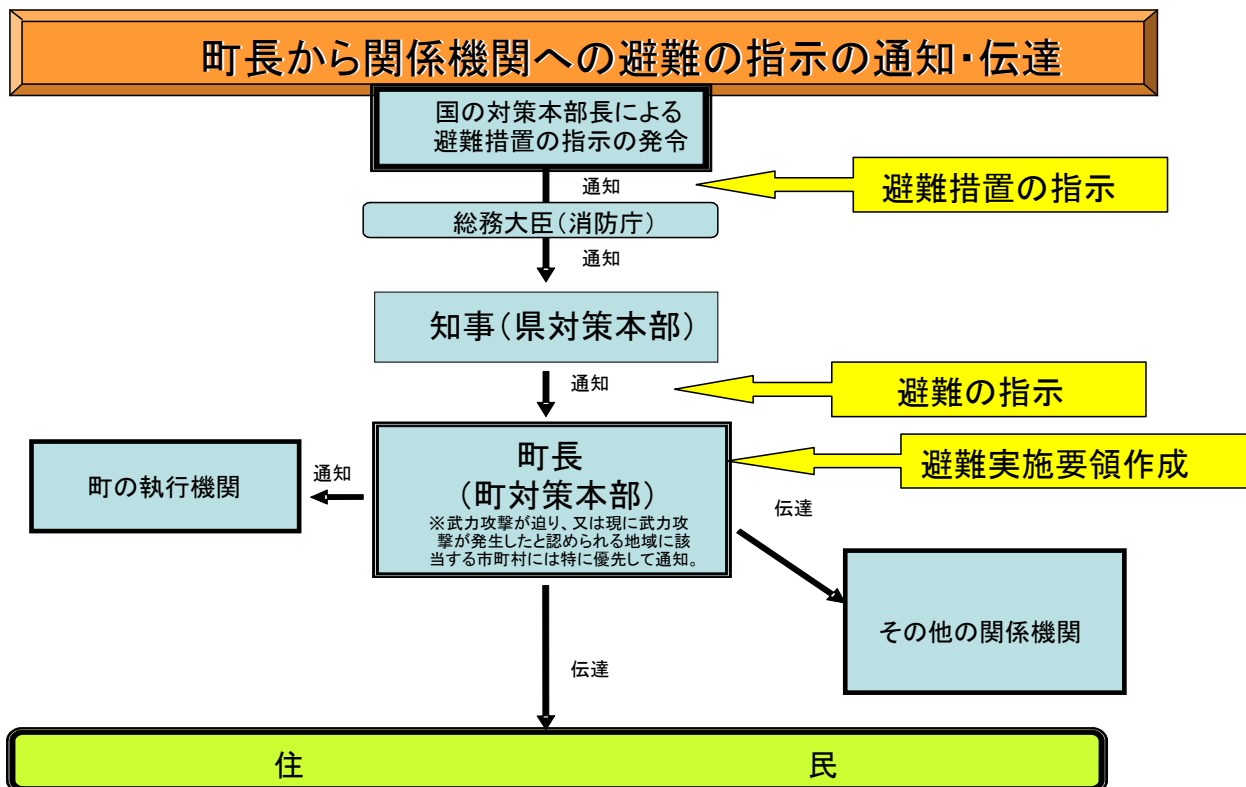 町長から関係機関への避難の指示の通知・伝達
国の対策本部長による
避難措置の指示の発令
通知
避難措置の指示
総務大臣(消防庁)
通知
知事(県対策本部)
通知
避難の指示
町長
(町対策本部)
※武力攻撃が迫り、又は現に武力攻
撃が発生したと認められる地域に該
当する市町村には特に優先して通知。
避難実施要領作成
通知
町の執行機関
伝達
その他の関係機関
伝達
住 民